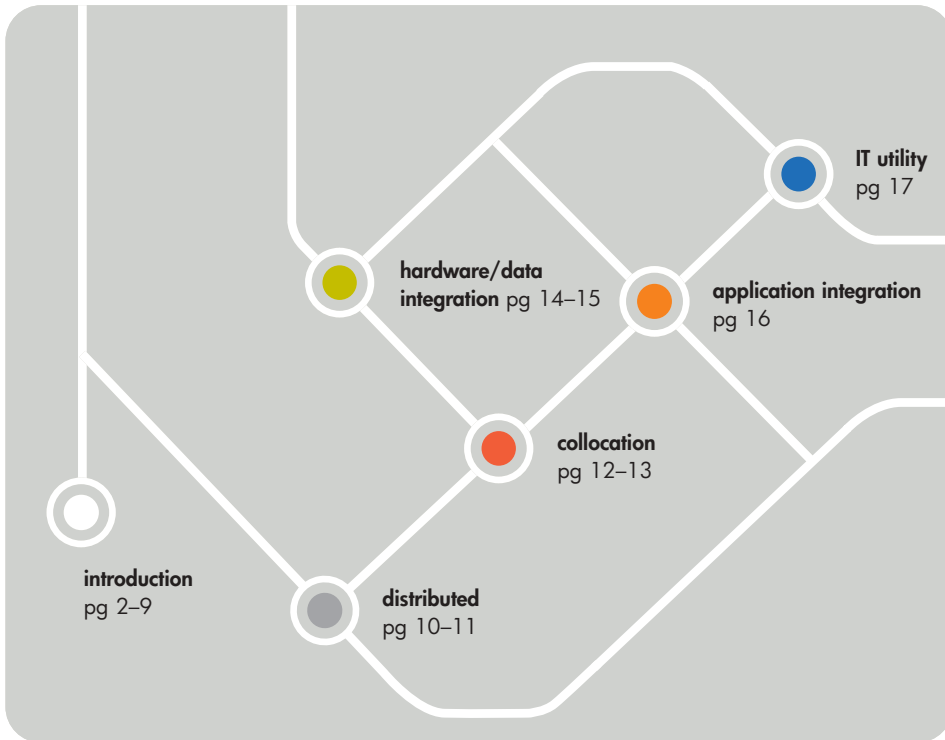 IT utility
pg 17
hardware/data
integration pg 14–15
application integration
pg 16
collocation
pg 12–13
introduction
pg 2–9
distributed
pg 10–11